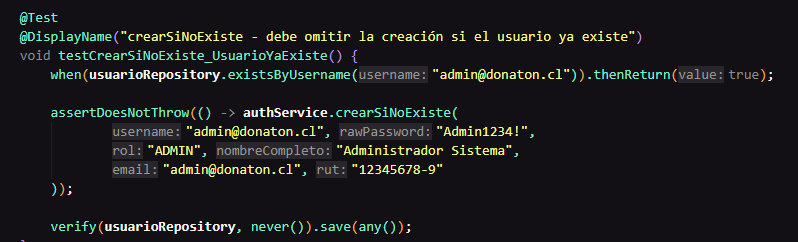 @Test
@DisplayName("crearSiNoExiste - debe omitir la creación si el usuario ya existe")
void testCrearSiNoExiste_UsuarioYaExiste() {
when(usuarioRepository.existsByUsername( username: "admin@donaton.cl")).thenReturn( value: true);
assertDoesNotThrow(() -> authService.crearSiNoExiste(
username: "admin@donaton.cl", rawPassword: "Admin1234!",
rol: "ADMIN", nombreCompleto: "Administrador Sistema",
email: "admin@donaton.cl", rut: "12345678-9"
));
verify(usuarioRepository, never()).save(any());